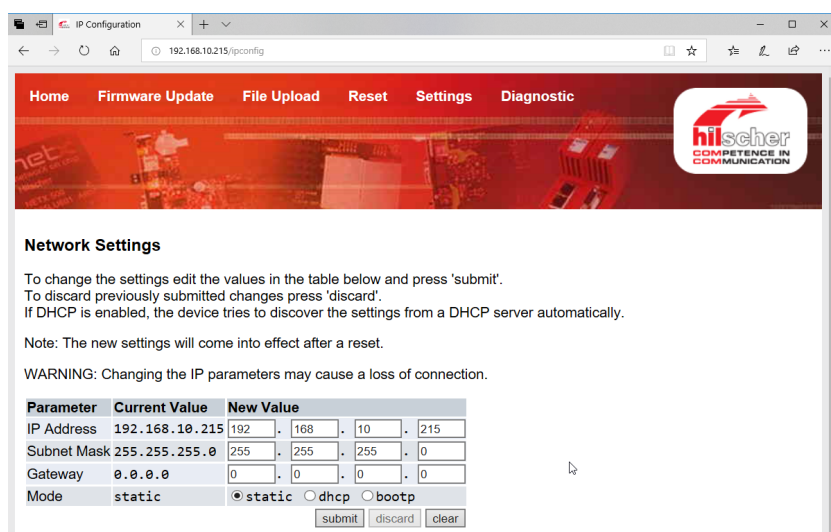 IP Configuration
192.168.10.215/ipconfig
Home Firmware Update File Upload Reset Settings Diagnostic
hilscher
COMPETENCE IN
COMMUNICATION
Network Settings
To change the settings edit the values in the table below and press 'submit'.
To discard previously submitted changes press 'discard'.
If DHCP is enabled, the device tries to discover the settings from a DHCP server automatically.
Note: The new settings will come into effect after a reset.
WARNING: Changing the IP parameters may cause a loss of connection.
Parameter Current Value New Value
IP Address 192.168.10.215 192 . 168 . 10 . 215
Subnet Mask 255.255.255.0 255 . 255 . 255 . 0
Gateway 0.0.0.0 0 . 0 . 0 . 0
Mode static static dhcp bootp
submit discard clear